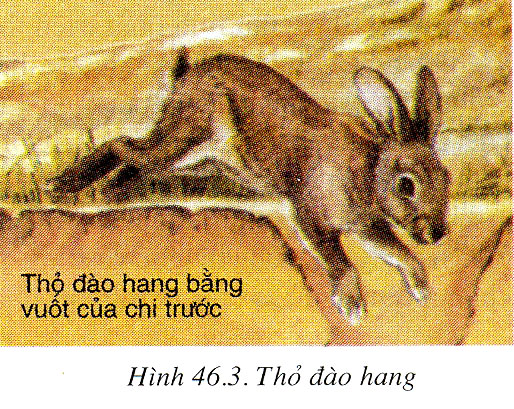 Thỏ đào hang bằng
vuốt của chi trước
Hình 46.3. Thỏ đào hang